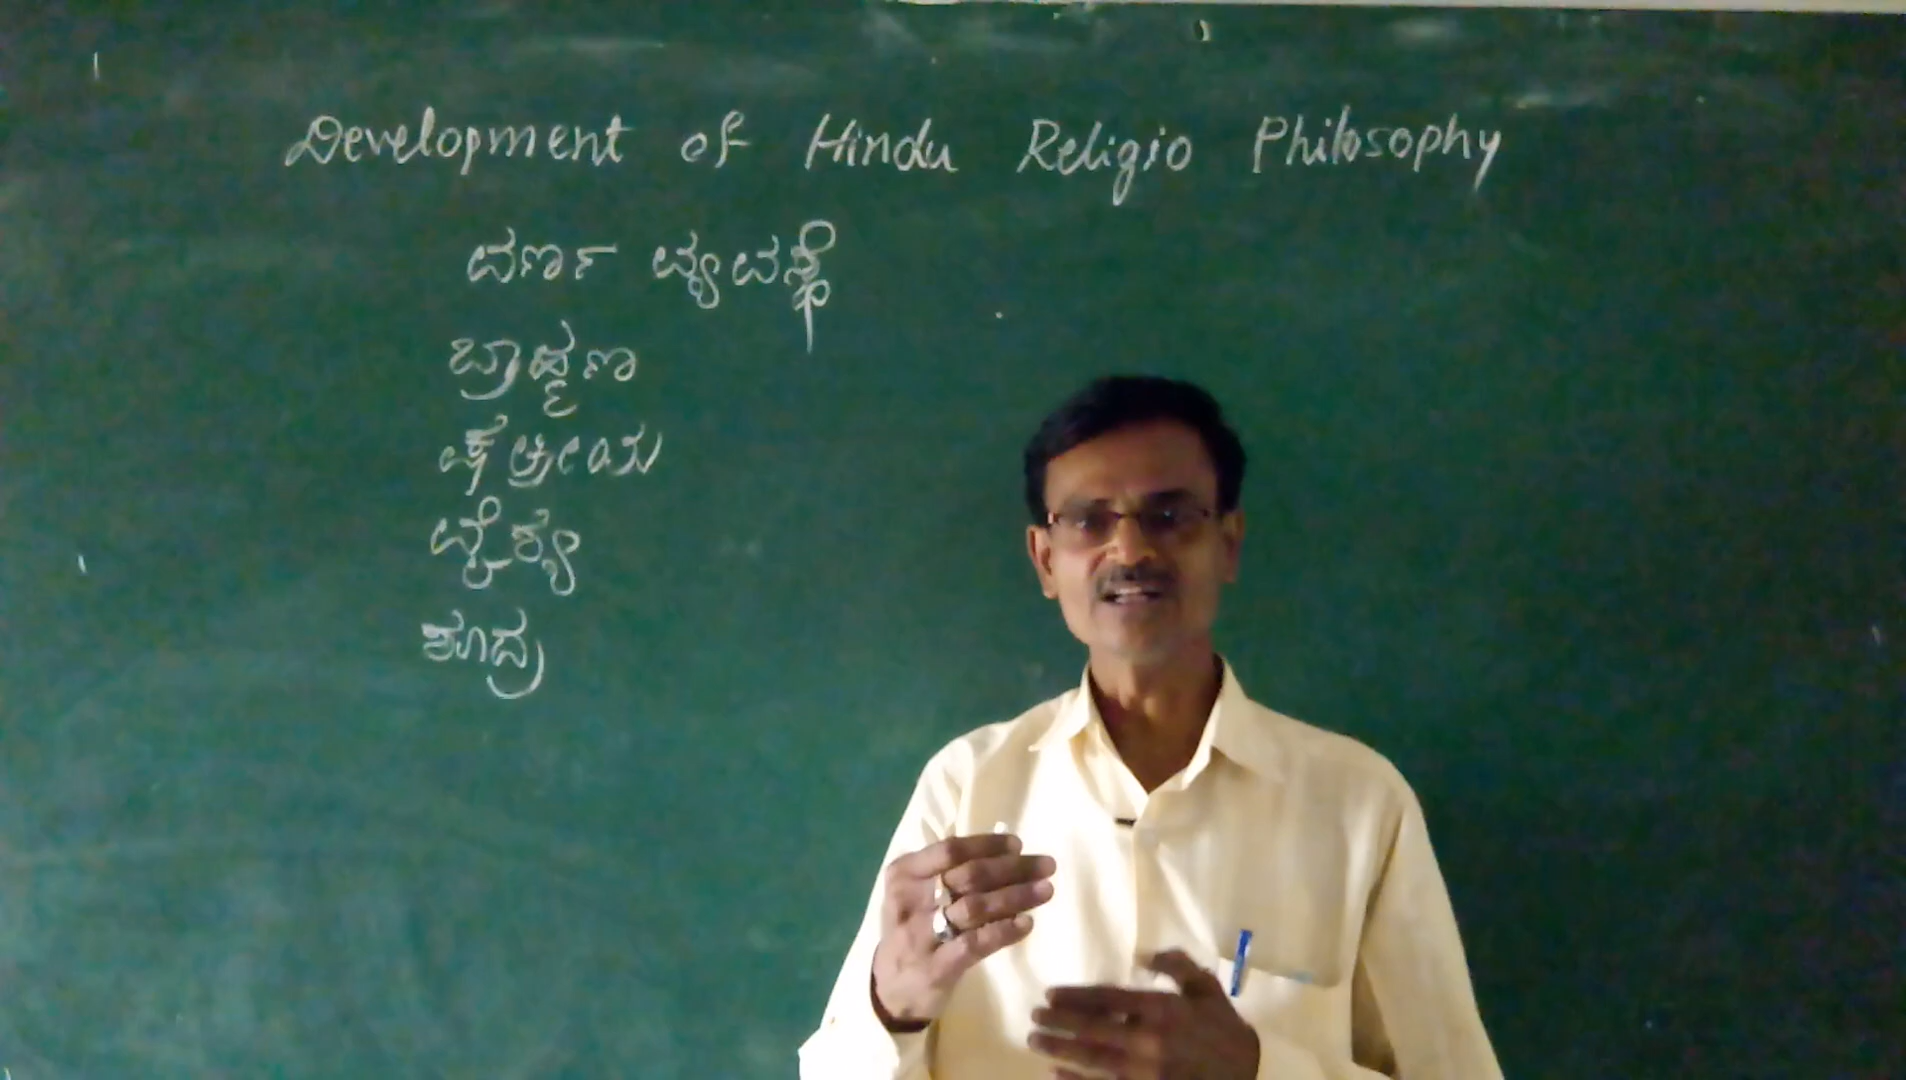 Development of Hindu Religio Philosophy
ವರ್ಣ ವ್ಯವಸ್ಥೆ
ಬ್ರಾಹ್ಮಣ
ಕ್ಷತ್ರೀಯ
ವೈಶ್ಯ
ಶೂದ್ರ